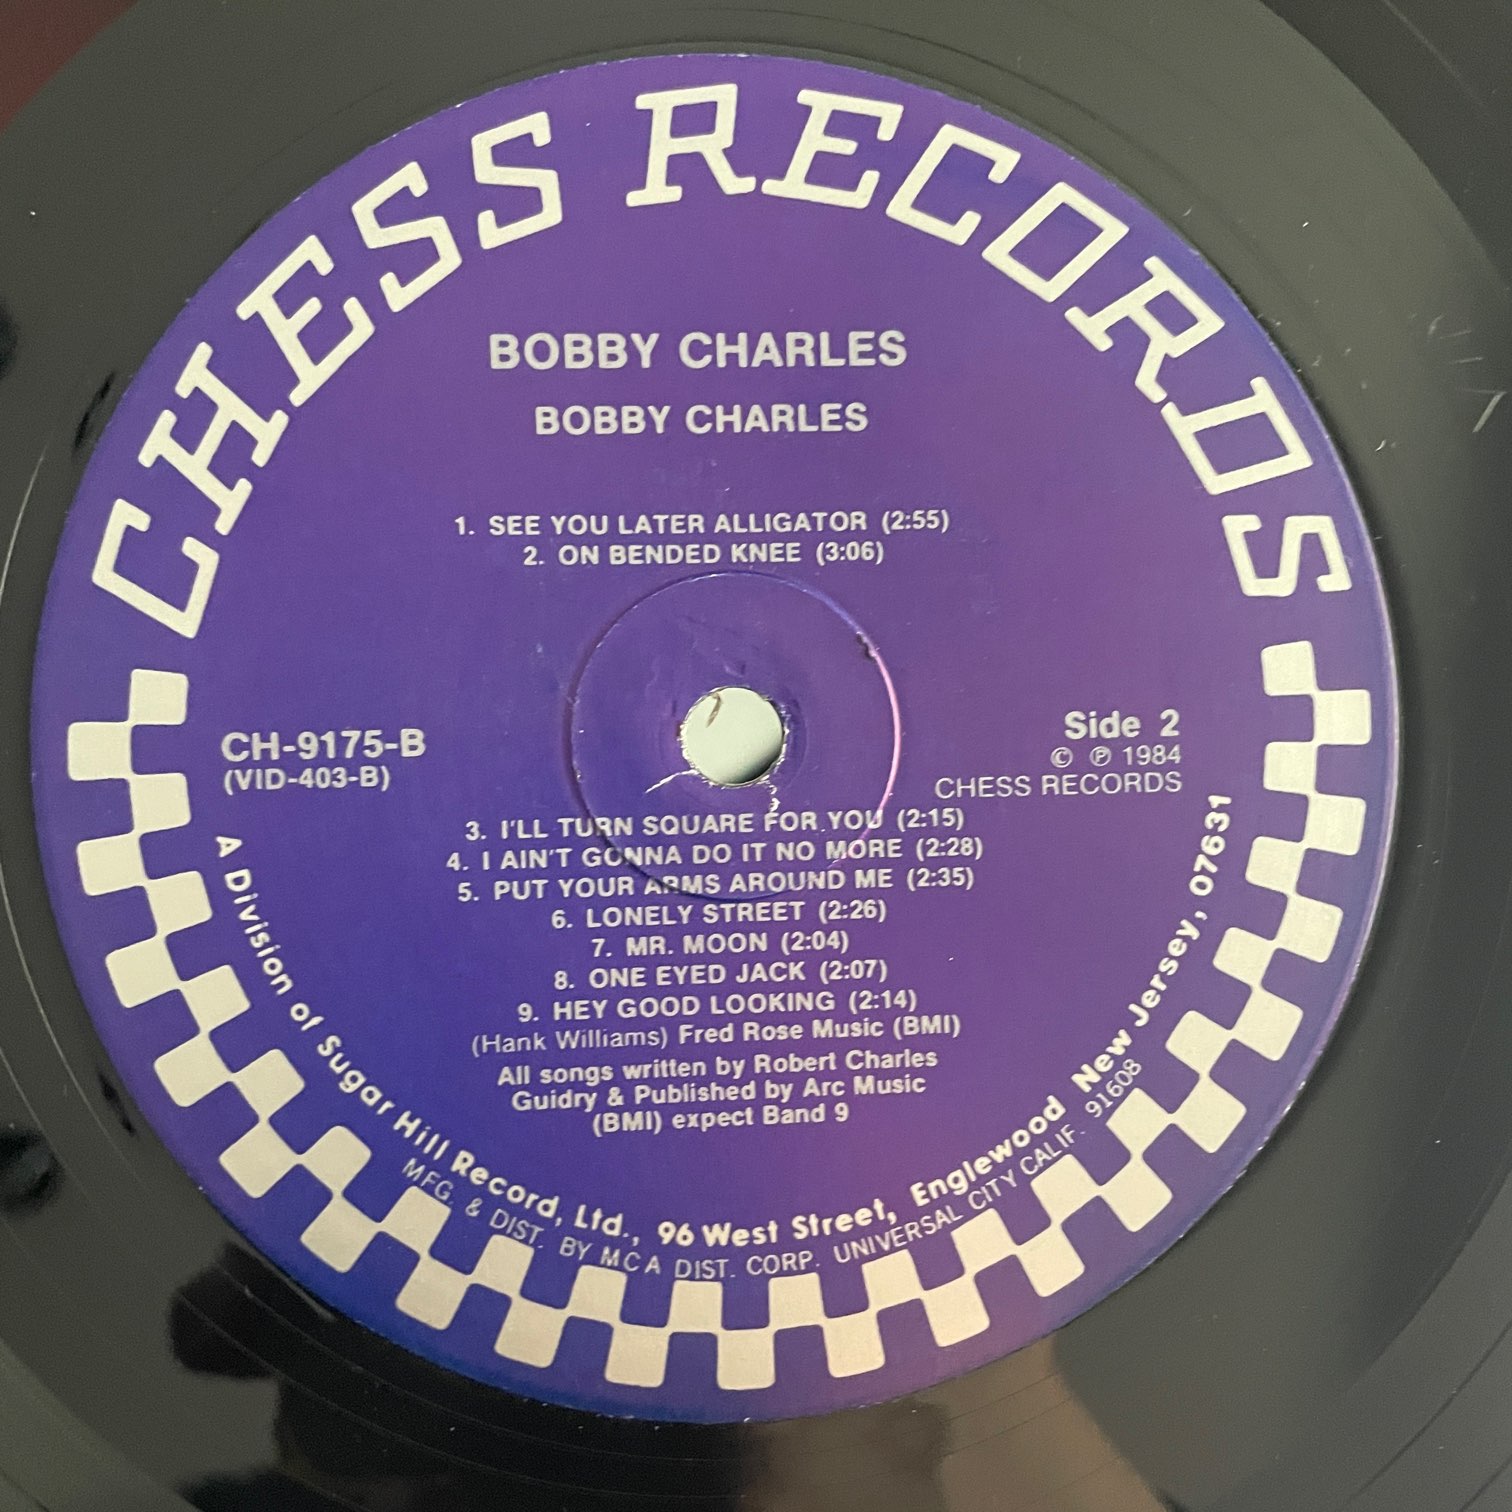 CHESS RECORDS
BOBBY CHARLES
BOBBY CHARLES
1. SEE YOU LATER ALLIGATOR (2:55)
2. ON BENDED KNEE (3:06)
CH-9175-B
(VID-403-B)
Side 2
© ℗ 1984
CHESS RECORDS
3. I'LL TURN SQUARE FOR YOU (2:15)
4. I AIN'T GONNA DO IT NO MORE (2:28)
5. PUT YOUR ARMS AROUND ME (2:35)
6. LONELY STREET (2:26)
7. MR. MOON (2:04)
8. ONE EYED JACK (2:07)
9. HEY GOOD LOOKING (2:14)
(Hank Williams) Fred Rose Music (BMI)
All songs written by Robert Charles
Guidry & Published by Arc Music
(BMI) expect Band 9
A Division of Sugar Hill Record, Ltd., 96 West Street, Englewood New Jersey, 07631
MFG. & DIST. BY MCA DIST. CORP. UNIVERSAL CITY CALIF. 91608